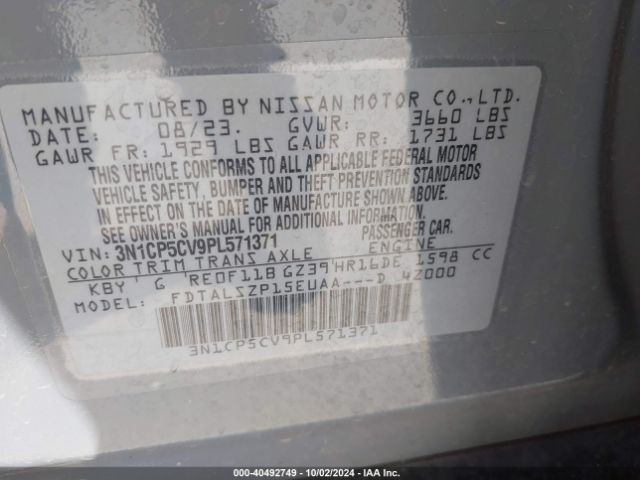 MANUFACTURED BY NISSAN MOTOR CO.,LTD.
DATE: 08/23. GVWR: 3660 LBS
GAWR FR: 1929 LBS GAWR RR: 1731 LBS
THIS VEHICLE CONFORMS TO ALL APPLICABLE FEDERAL MOTOR
VEHICLE SAFETY, BUMPER AND THEFT PREVENTION STANDARDS
IN EFFECT ON THE DATE OF MANUFACTURE SHOWN ABOVE.
SEE OWNER'S MANUAL FOR ADDITIONAL INFORMATION.
VIN: 3N1CP5CV9PL571371 PASSENGER CAR.
COLOR TRIM TRANS AXLE ENGINE 1598 CC
KBY G RE0F11B GZ39 HR16DE
MODEL: FDTALSZP15EUAA---D 4Z000
3N1CP5CV9PL571371
000-40492749 - 10/02/2024 - IAA Inc.